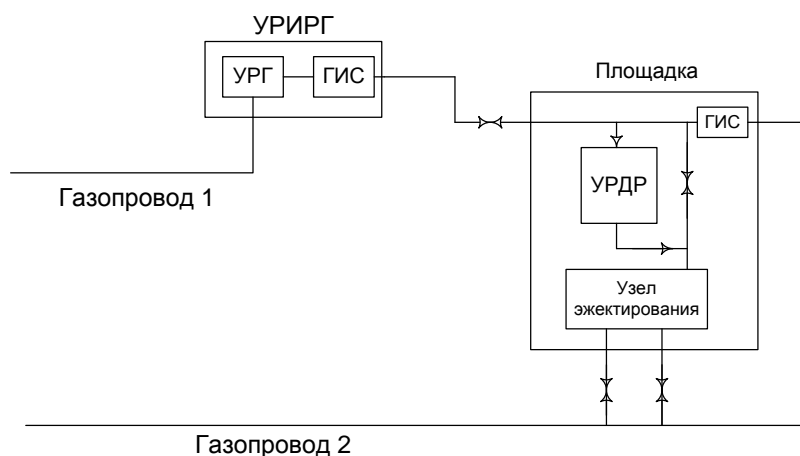 УРИРГ
УРГ
ГИС
Площадка
ГИС
УРДР
Газопровод 1
Узел
эжектирования
Газопровод 2